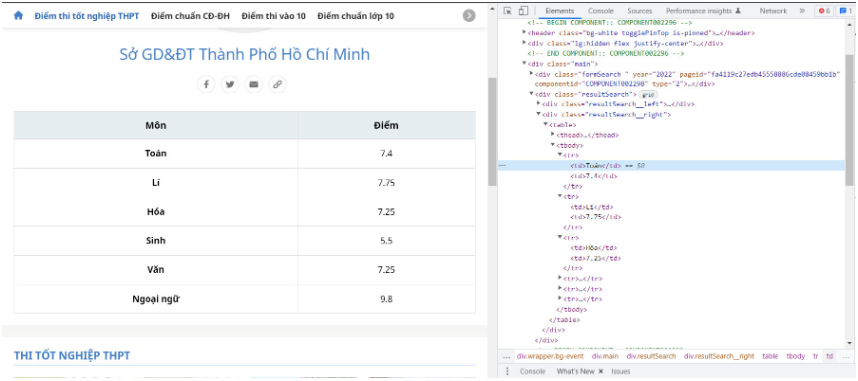 Điểm thi tốt nghiệp THPT Điểm chuẩn CĐ-ĐH Điểm thi vào 10 Điểm chuẩn lớp 10
Sở GD&ĐT Thành Phố Hồ Chí Minh
Môn Điểm
Toán 7.4
Lí 7.75
Hóa 7.25
Sinh 5.5
Văn 7.25
Ngoại ngữ 9.8
THI TỐT NGHIỆP THPT
Elements Console Sources Performance insights Network » 6 1
<!-- BEGIN COMPONENT:: COMPONENT002296 -->
<header class="bg-white togglePinTop is-pinned">…</header>
<div class="lg:hidden flex justify-center">…</div>
<!-- END COMPONENT:: COMPONENT002296 -->
<div class="main">
<div class="formSearch " year="2022" pageid=
componentid="COMPONENT002298" type="2">…</div>
<div class="resultSearch"> grid
<div class="resultSearch__left">…</div>
<div class="resultSearch__right">
<table>
<thead>…</thead>
<tbody>
<tr>
<td>Toán</td> == $0
<td>7.4</td>
</tr>
<tr>
<td>Lí</td>
<td>7.75</td>
</tr>
<tr>
<td>Hóa</td>
<td>7.25</td>
</tr>
<tr>…</tr>
<tr>…</tr>
<tr>…</tr>
</tbody>
</table>
</div>
</div>
... div.wrapper.bg-event div.main div.resultSearch div.resultSearch__right table tbody tr td ...
Console What's New × Issues